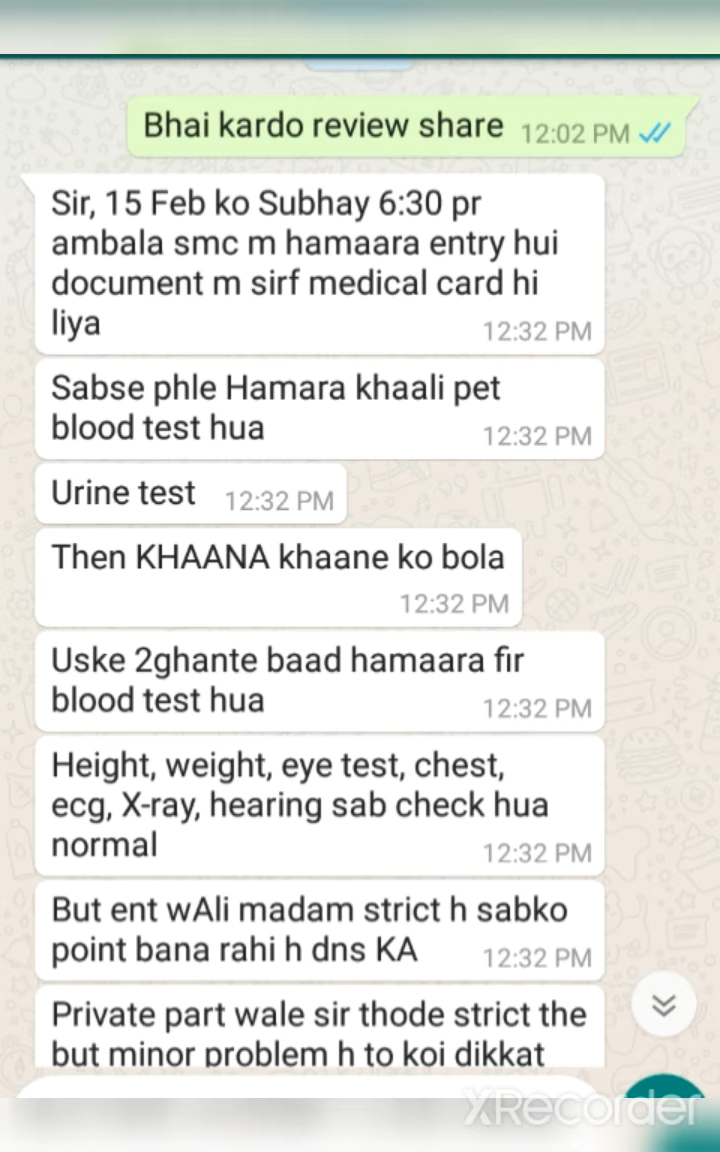 Bhai kardo review share 12:02 PM
Sir, 15 Feb ko Subhay 6:30 pr
ambala smc m hamaara entry hui
document m sirf medical card hi
liya 12:32 PM
Sabse phle Hamara khaali pet
blood test hua 12:32 PM
Urine test 12:32 PM
Then KHAANA khaane ko bola
12:32 PM
Uske 2ghante baad hamaara fir
blood test hua 12:32 PM
Height, weight, eye test, chest,
ecg, X-ray, hearing sab check hua
normal 12:32 PM
But ent wAli madam strict h sabko
point bana rahi h dns KA 12:32 PM
Private part wale sir thode strict the
but minor problem h to koi dikkat
XRecorder